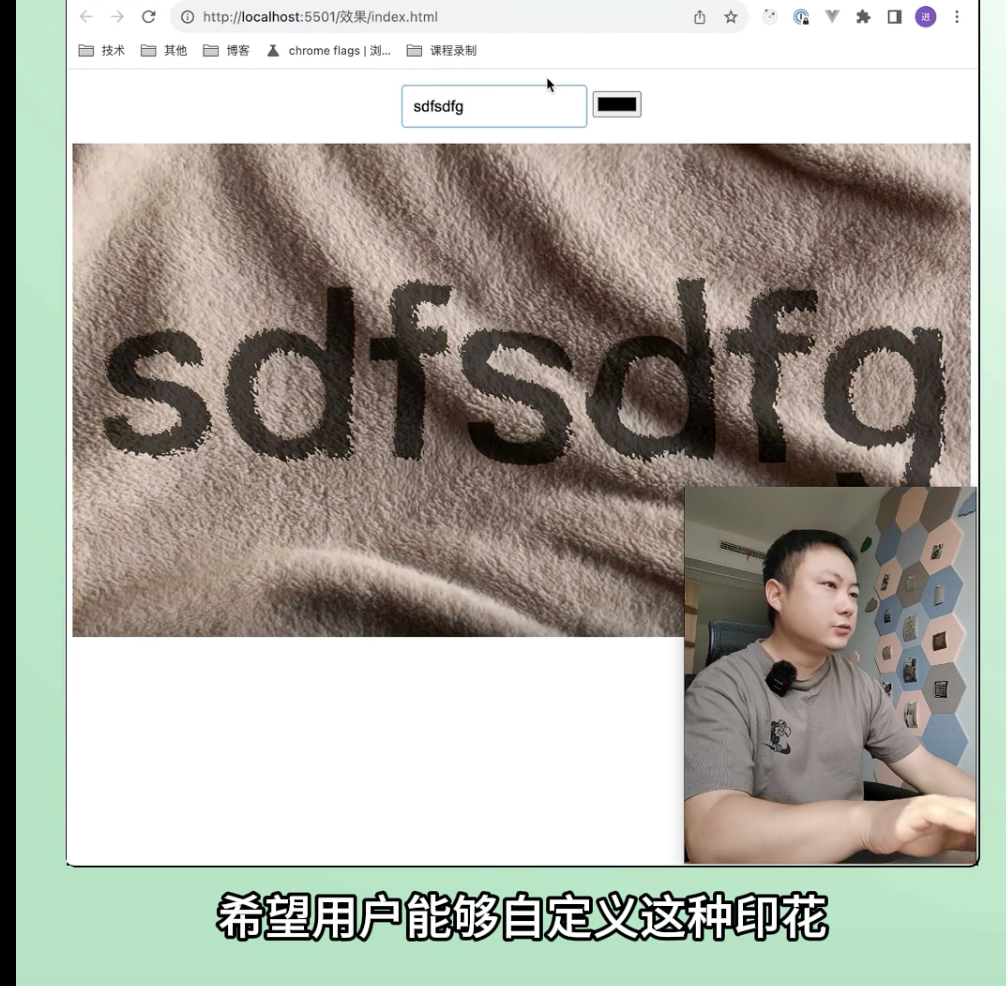 http://localhost:5501/效果/index.html
进
技术
其他
博客
chrome flags | 浏...
课程录制
sdfsdfg
sdfsdfg
希望用户能够自定义这种印花